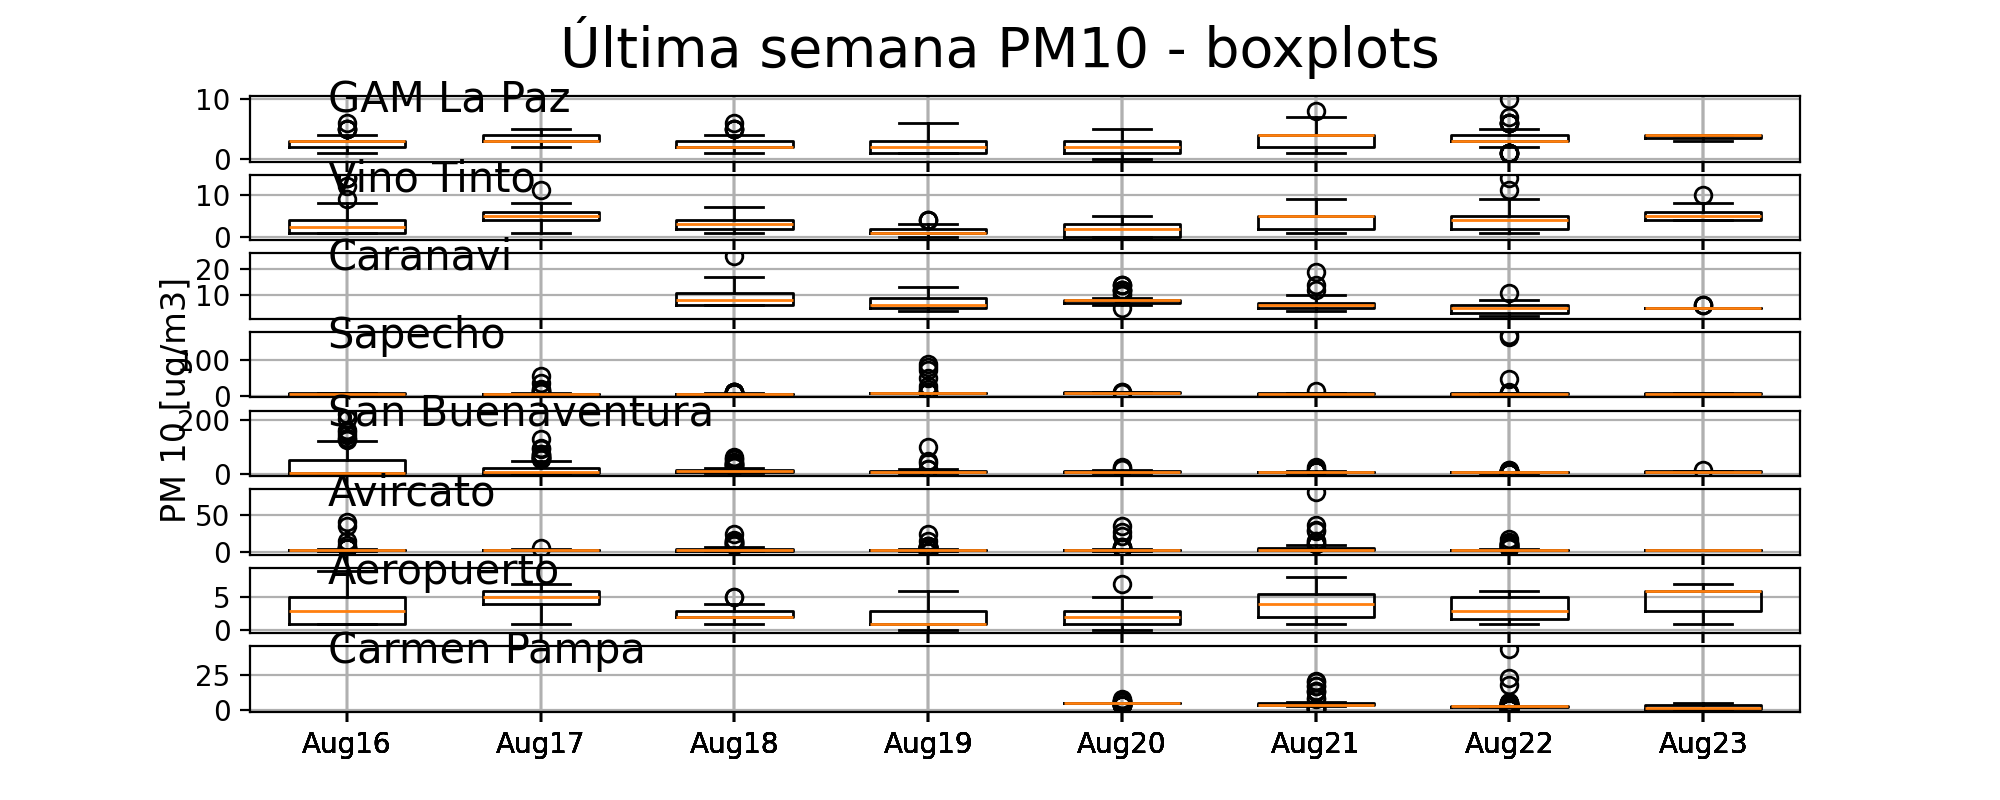 Última semana PM10 - boxplots
GAM La Paz
10
0
Vino Tinto
10
0
Caranavi
20
10
Sapecho
100
0
San Buenaventura
200
0
Avircato
50
0
Aeropuerto
5
0
Carmen Pampa
25
0
PM 10 [ug/m3]
Aug16 Aug17 Aug18 Aug19 Aug20 Aug21 Aug22 Aug23